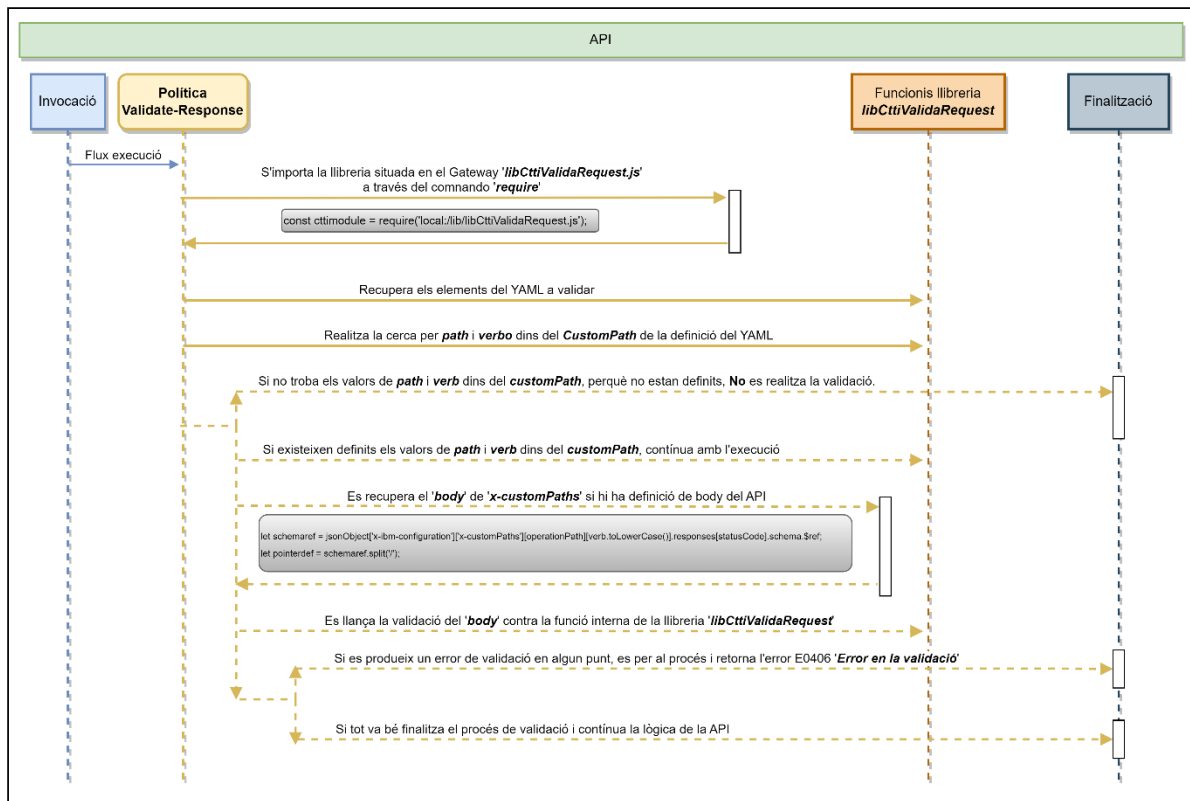 API
Invocació
Política
Validate-Response
Funcionis llibreria
libCttiValidaRequest
Finalització
Flux execució
S'importa la llibreria situada en el Gateway 'libCttiValidaRequest.js'
a través del comnando 'require'
const cttimodule = require('local:/lib/libCttiValidaRequest.js');
Recupera els elements del YAML a validar
Realitza la cerca per path i verbo dins del CustomPath de la definició del YAML
Si no troba els valors de path i verb dins del customPath, perquè no estan definits, No es realitza la validació.
Si existeixen definits els valors de path i verb dins del customPath, contínua amb l'execució
Es recupera el 'body' de 'x-customPaths' si hi ha definició de body del API
let schemaref = jsonObject['x-ibm-configuration']['x-customPaths'][operationPath][verb.toLowerCase()].responses[statusCode].schema.$ref;
let pointerdef = schemaref.split('/');
Es llança la validació del 'body' contra la funció interna de la llibreria 'libCttiValidaRequest'
Si es produeix un error de validació en algun punt, es per al procés i retorna l'error E0406 'Error en la validació'
Si tot va bé finalitza el procés de validació i contínua la lògica de la API